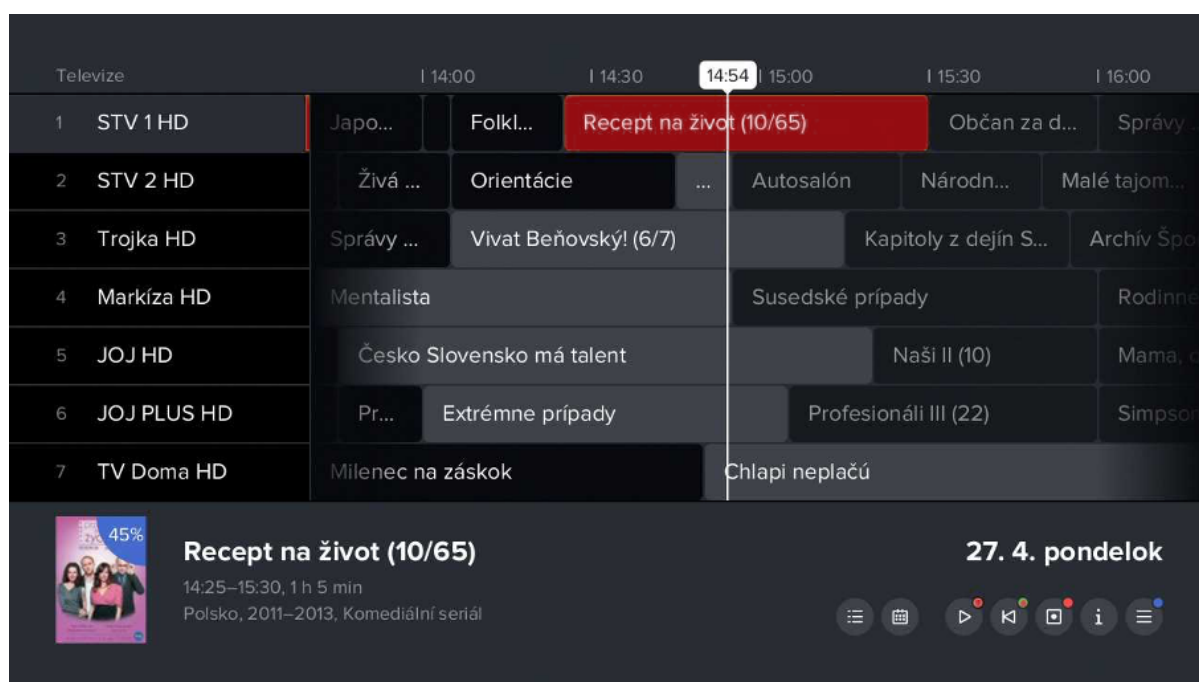 Televize | 14:00 | 14:30 14:54 | 15:00 | 15:30 | 16:00
1 STV 1 HD Japo... Folkl... Recept na život (10/65) Občan za d... Správy
2 STV 2 HD Živá ... Orientácie ... Autosalón Národn... Malé tajom...
3 Trojka HD Správy ... Vivat Beňovský! (6/7) Kapitoly z dejín S... Archív Špo
4 Markíza HD Mentalista Susedské prípady Rodinné
5 JOJ HD Česko Slovensko má talent Naši II (10) Mama,
6 JOJ PLUS HD Pr... Extrémne prípady Profesionáli III (22) Simpson
7 TV Doma HD Milenec na záskok Chlapi neplačú
45%
Recept na život (10/65) 27. 4. pondelok
14:25–15:30, 1 h 5 min
Polsko, 2011–2013, Komediální seriál